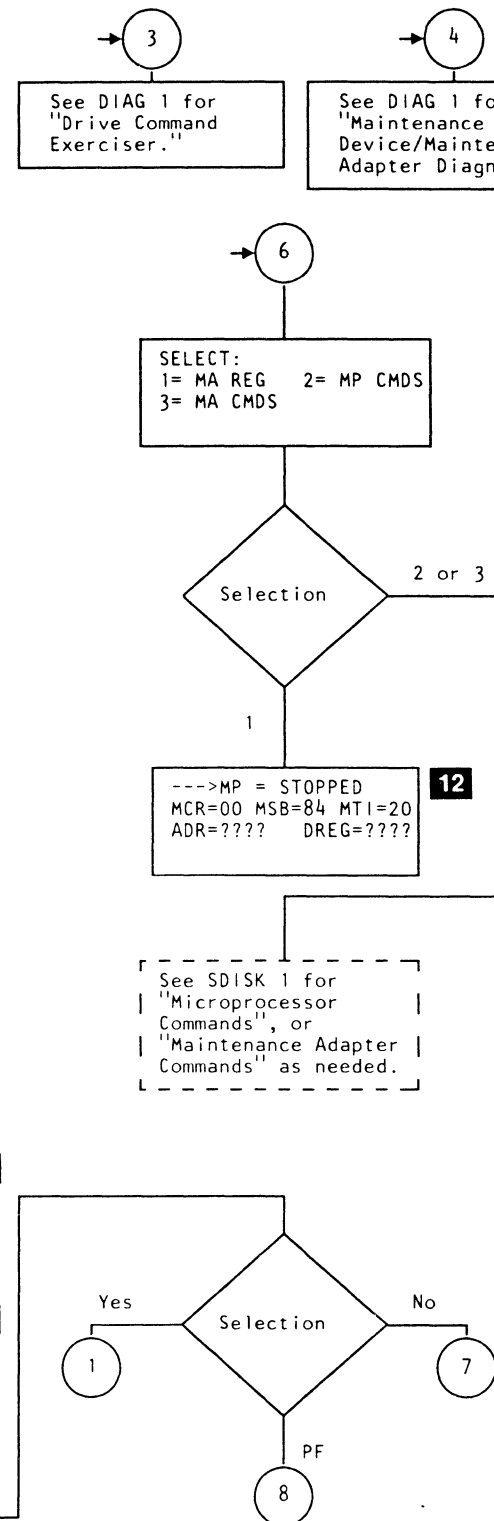 3
See DIAG 1 for
"Drive Command
Exerciser."
4
See DIAG 1 fo
"Maintenance
Device/Mainte
Adapter Diagn
6
SELECT:
1= MA REG 2= MP CMDS
3= MA CMDS
Selection
2 or 3
1
--->MP = STOPPED
MCR=00 MSB=84 MTI=20
ADR=???? DREG=????
12
See SDISK 1 for
"Microprocessor
Commands", or
"Maintenance Adapter
Commands" as needed.
Yes
Selection
No
1
7
PF
8